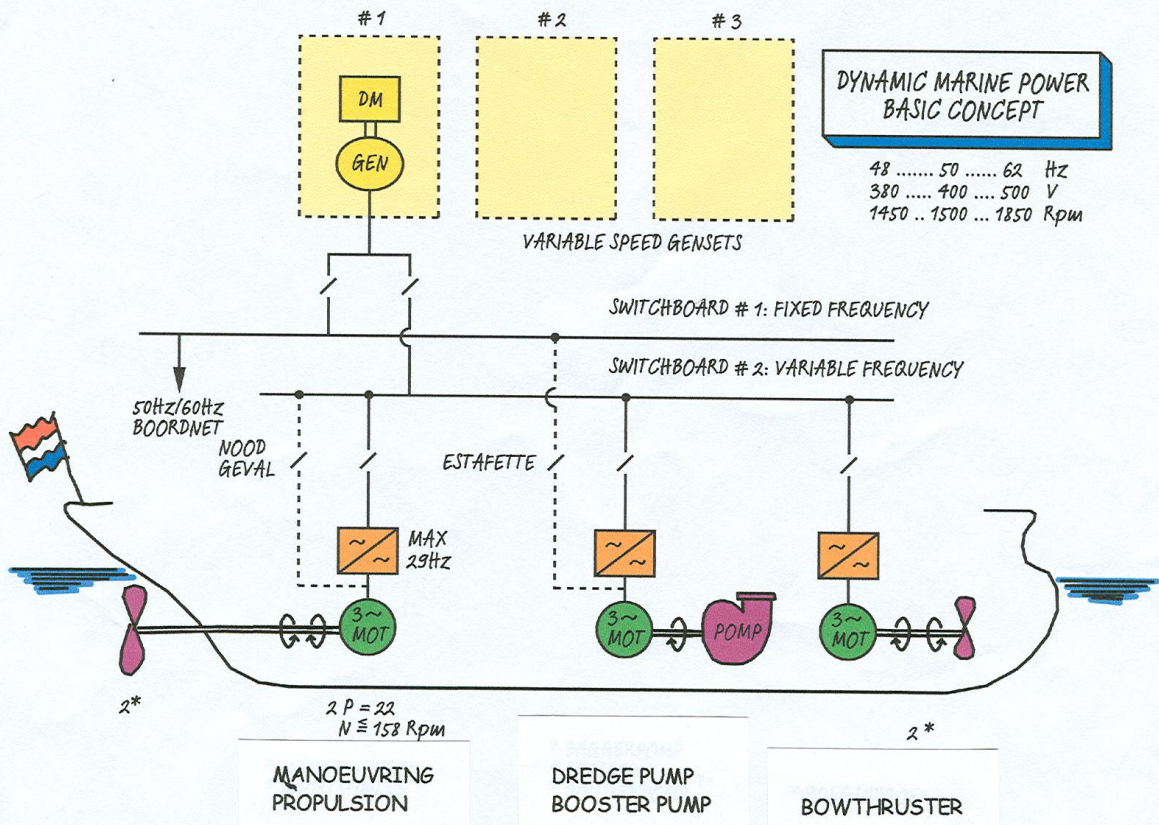 #1
#2
#3
DM
GEN
DYNAMIC MARINE POWER
BASIC CONCEPT
48 ....... 50 ...... 62 Hz
380 ..... 400 ..... 500 V
1450 .. 1500 ... 1850 Rpm
VARIABLE SPEED GENSETS
SWITCHBOARD # 1: FIXED FREQUENCY
SWITCHBOARD # 2: VARIABLE FREQUENCY
50Hz/60Hz
BOORDNET
NOOD
GEVAL
ESTAFETTE
~
~
MAX
29Hz
~
~
~
~
3~
MOT
3~
MOT
POMP
3~
MOT
2*
2 P = 22
N ≦ 158 Rpm
2*
MANOEUVRING
PROPULSION
DREDGE PUMP
BOOSTER PUMP
BOWTHRUSTER